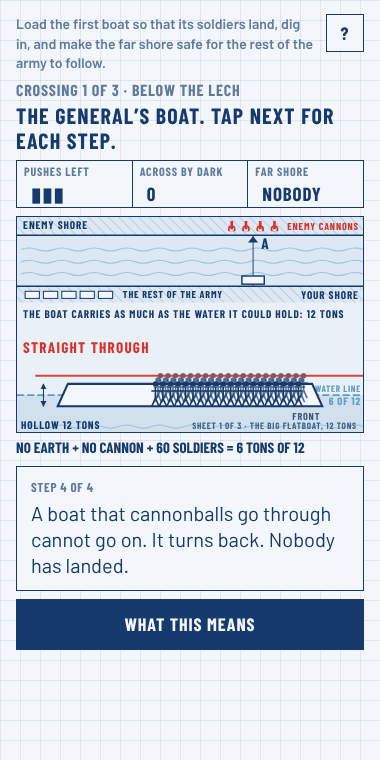 Load the first boat so that its soldiers land, dig
in, and make the far shore safe for the rest of the
army to follow.
?
CROSSING 1 OF 3 · BELOW THE LECH
THE GENERAL'S BOAT. TAP NEXT FOR
EACH STEP.
PUSHES LEFT
ACROSS BY DARK
0
FAR SHORE
NOBODY
ENEMY SHORE
ENEMY CANNONS
A
THE REST OF THE ARMY
YOUR SHORE
THE BOAT CARRIES AS MUCH AS THE WATER IT COULD HOLD: 12 TONS
STRAIGHT THROUGH
WATER LINE
6 OF 12
FRONT
HOLLOW 12 TONS
SHEET 1 OF 3 · THE BIG FLATBOAT, 12 TONS
NO EARTH + NO CANNON + 60 SOLDIERS = 6 TONS OF 12
STEP 4 OF 4
A boat that cannonballs go through
cannot go on. It turns back. Nobody
has landed.
WHAT THIS MEANS